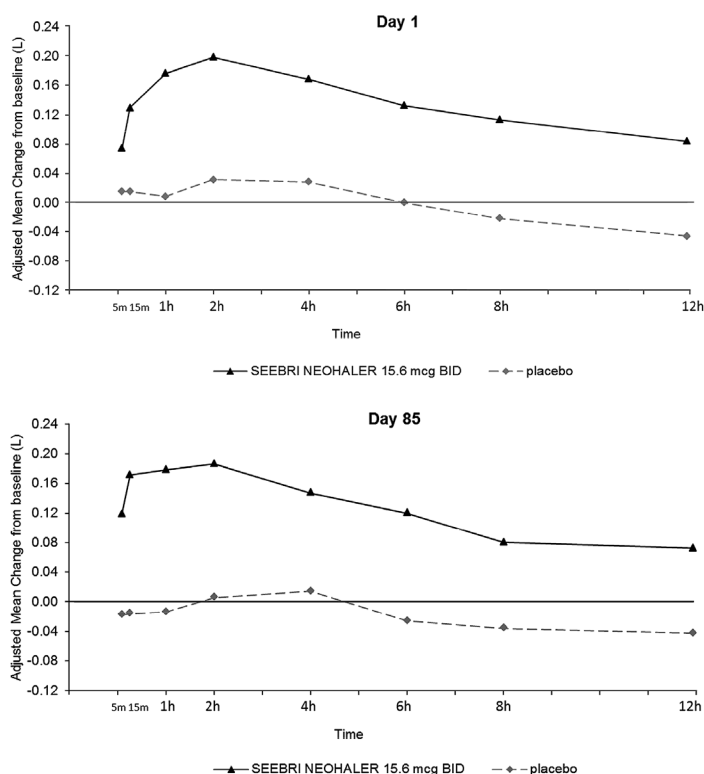 Day 1
Adjusted Mean Change from baseline (L)
0.24
0.20
0.16
0.12
0.08
0.04
0.00
-0.04
-0.08
-0.12
5m 15m 1h 2h 4h 6h 8h 12h
Time
SEEBRI NEOHALER 15.6 mcg BID placebo
Day 85
Adjusted Mean Change from baseline (L)
0.24
0.20
0.16
0.12
0.08
0.04
0.00
-0.04
-0.08
-0.12
5m 15m 1h 2h 4h 6h 8h 12h
Time
SEEBRI NEOHALER 15.6 mcg BID placebo